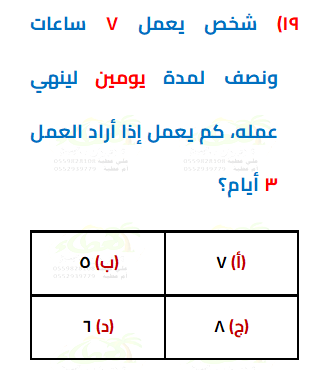 ١٩) شخص يعمل ٧ ساعات
ونصف لمدة يومين لينهي
عمله، كم يعمل إذا أراد العمل
٣ أيام؟
(أ) ٧
(ب) ٥
(ج) ٨
(د) ٦